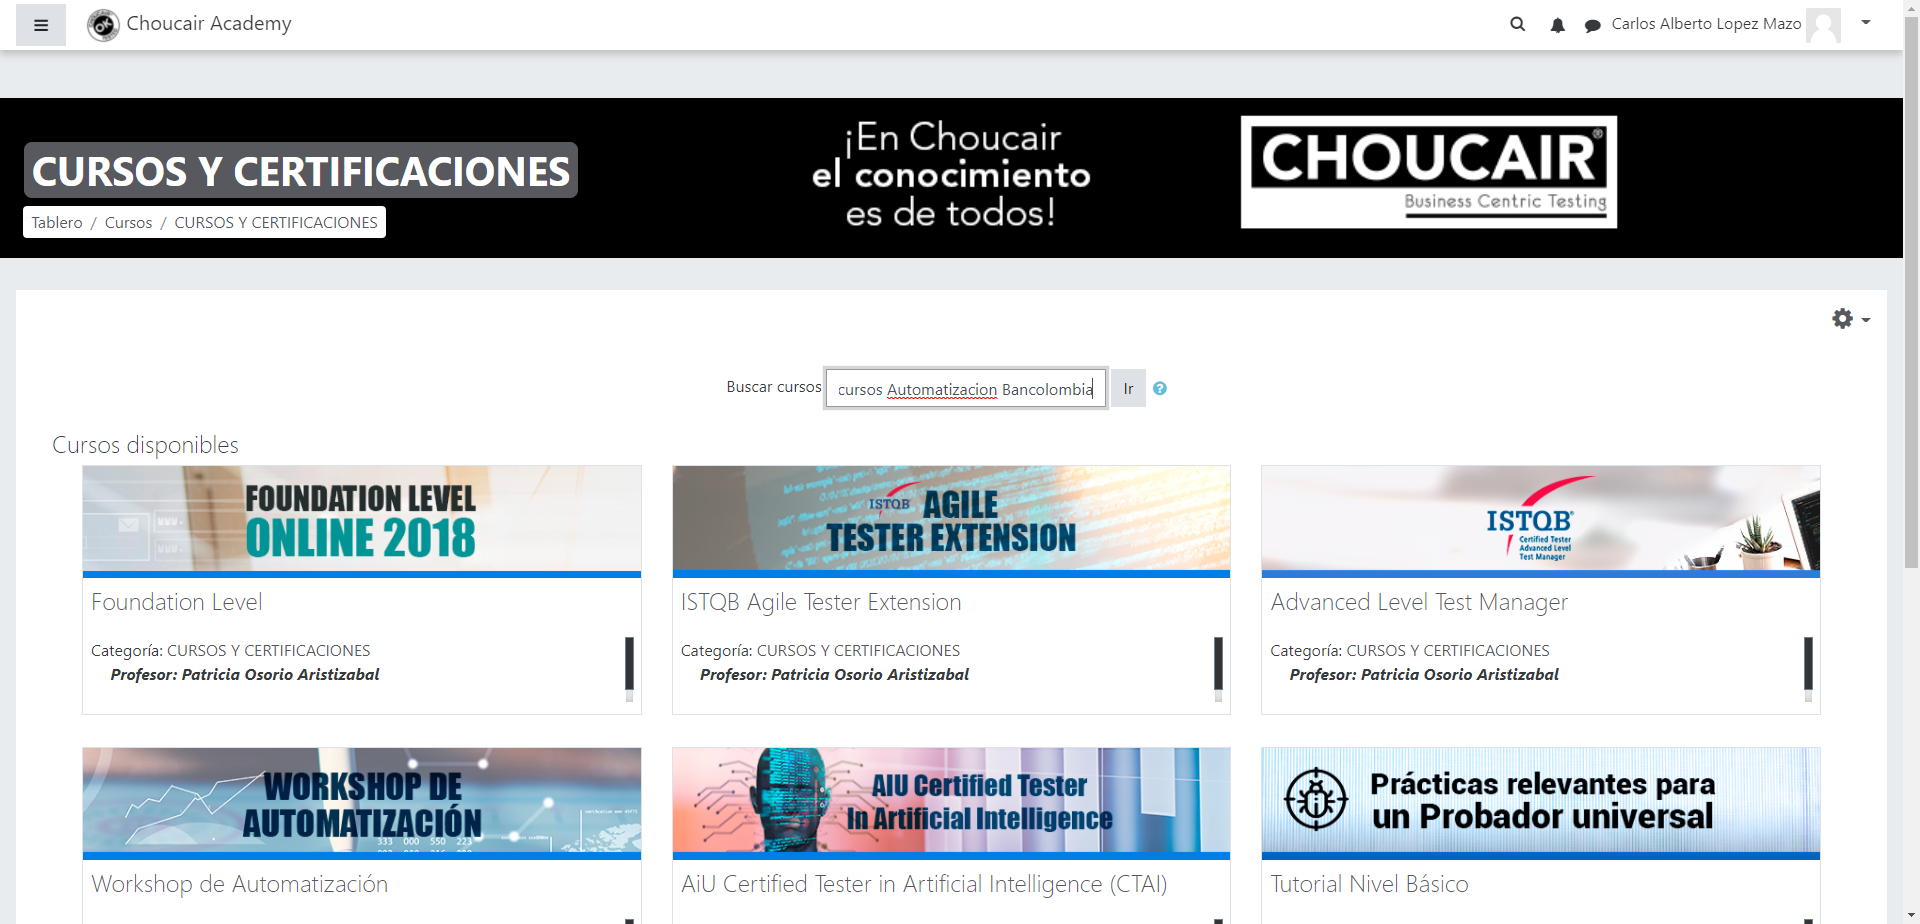 Choucair Academy
Carlos Alberto Lopez Mazo
CURSOS Y CERTIFICACIONES
Tablero / Cursos / CURSOS Y CERTIFICACIONES
¡En Choucair
el conocimiento
es de todos!
CHOUCAIR®
Business Centric Testing
Buscar cursos
cursos Automatizacion Bancolombia
Ir
Cursos disponibles
FOUNDATION LEVEL
ONLINE 2018
Foundation Level
Categoría: CURSOS Y CERTIFICACIONES
Profesor: Patricia Osorio Aristizabal
ISTQB AGILE
TESTER EXTENSION
ISTQB Agile Tester Extension
Categoría: CURSOS Y CERTIFICACIONES
Profesor: Patricia Osorio Aristizabal
ISTQB®
Certified Tester
Advanced Level
Test Manager
Advanced Level Test Manager
Categoría: CURSOS Y CERTIFICACIONES
Profesor: Patricia Osorio Aristizabal
WORKSHOP DE
AUTOMATIZACIÓN
333 000 550 223
Workshop de Automatización
AIU Certified Tester
In Artificial Intelligence
AiU Certified Tester in Artificial Intelligence (CTAI)
Prácticas relevantes para
un Probador universal
Tutorial Nivel Básico